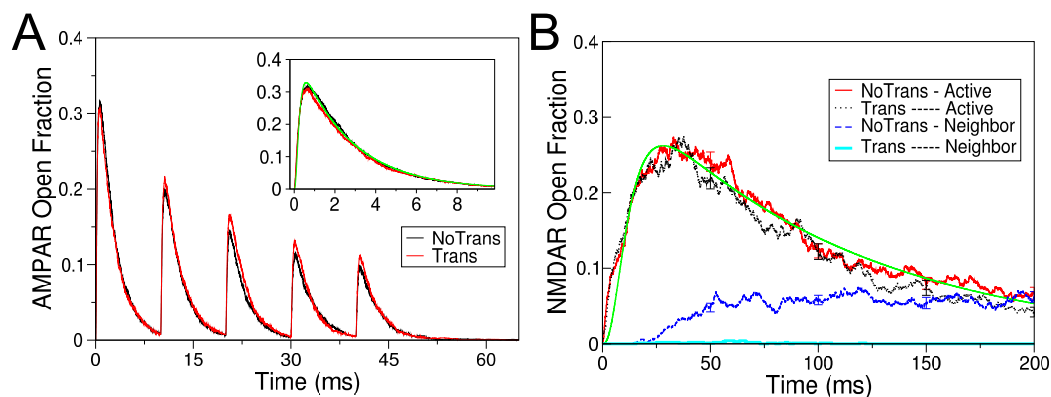 A
AMPAR Open Fraction
0.4
0.3
0.2
0.1
0
0
15
30
45
60
Time (ms)
0.4
0.3
0.2
0.1
0
0
2
4
6
8
NoTrans
Trans
B
NMDAR Open Fraction
0.4
0.3
0.2
0.1
0
0
50
100
150
200
Time (ms)
NoTrans - Active
Trans ----- Active
NoTrans - Neighbor
Trans ----- Neighbor